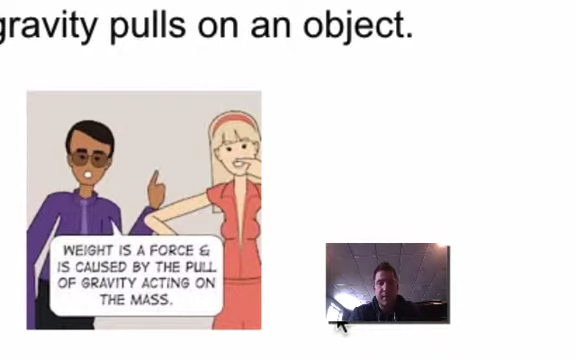 gravity pulls on an object.
WEIGHT IS A FORCE &
IS CAUSED BY THE PULL
OF GRAVITY ACTING ON
THE MASS.